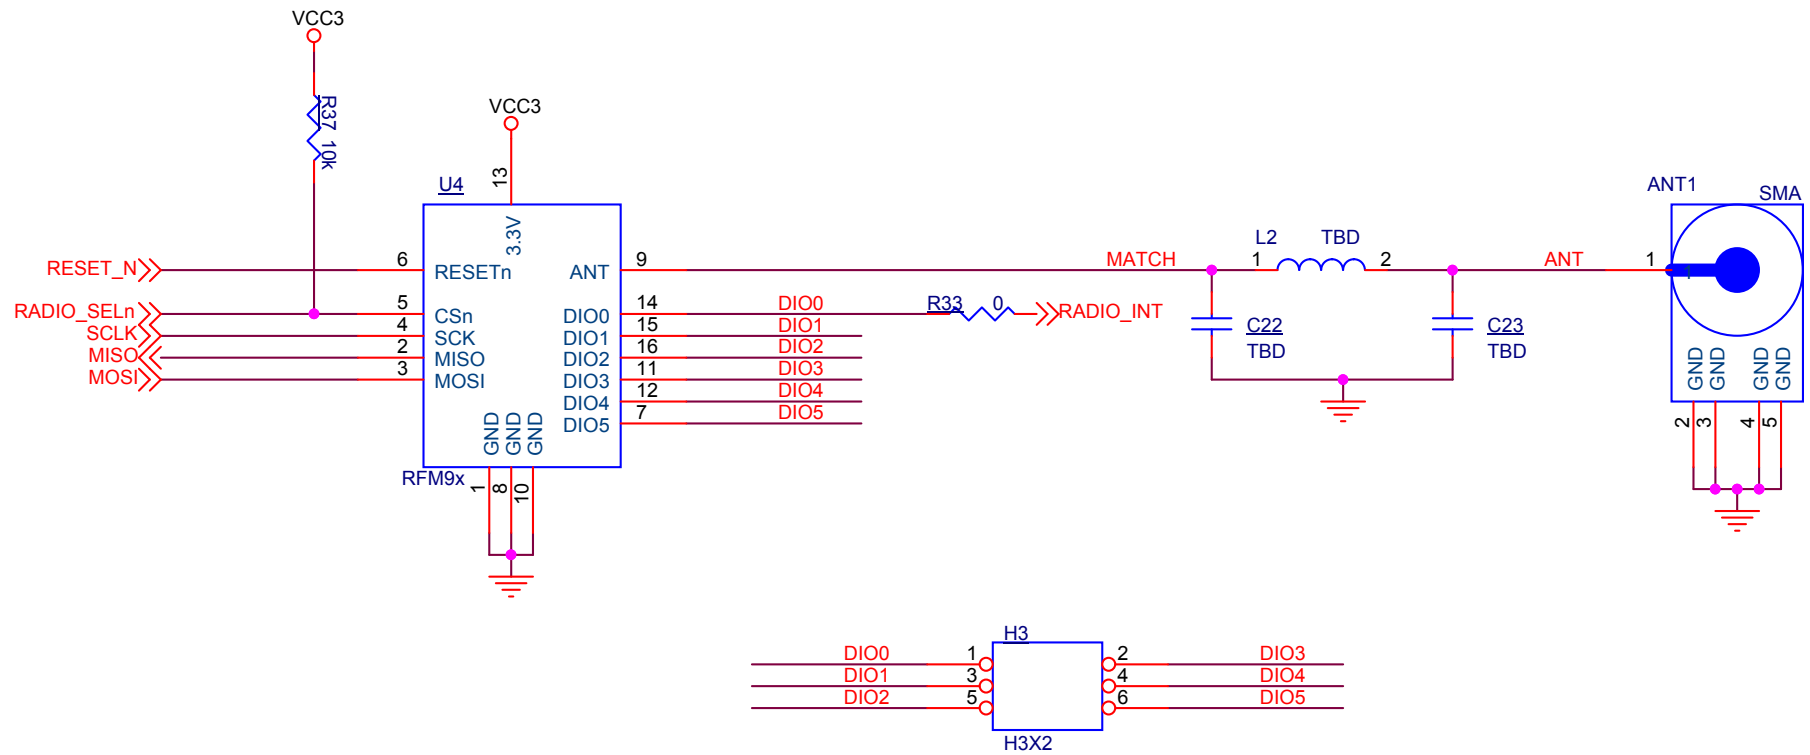 VCC3
R37 10k
VCC3
13
U4
3.3V
RESET_N 6 RESETn
RADIO_SELn 5 CSn
SCLK 4 SCK
MISO 2 MISO
MOSI 3 MOSI
ANT 9 MATCH
DIO0 14 DIO0 R33 0 RADIO_INT
DIO1 15 DIO1
DIO2 16 DIO2
DIO3 11 DIO3
DIO4 12 DIO4
DIO5 7 DIO5
GND GND GND
RFM9x
1 8 10
L2 TBD
1 2
C22
TBD
C23
TBD
ANT
ANT1
SMA
1 1
GND GND GND GND
2 3 4 5
H3
DIO0 1 2 DIO3
DIO1 3 4 DIO4
DIO2 5 6 DIO5
H3X2